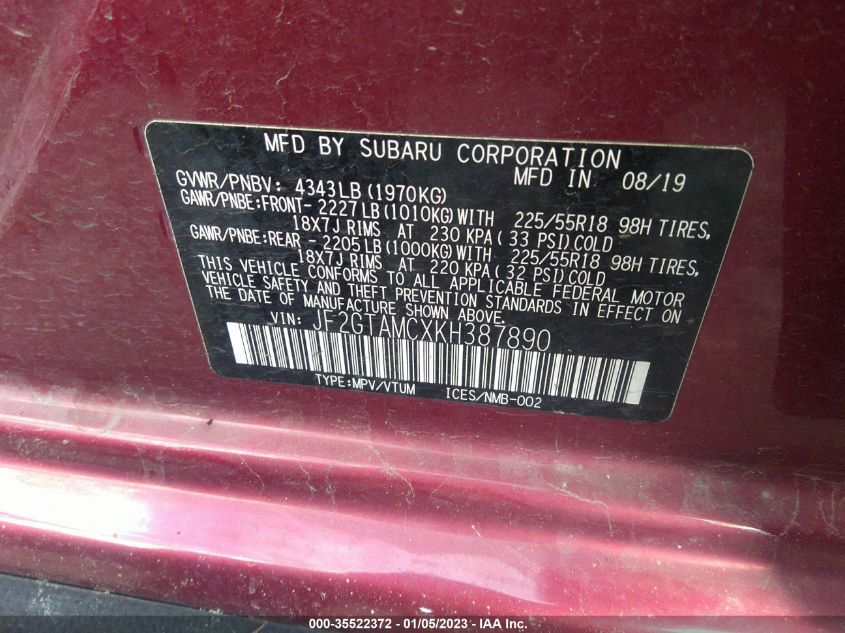 MFD BY SUBARU CORPORATION
MFD IN 08/19
GVWR/PNBV: 4343LB(1970KG)
GAWR/PNBE:FRONT-2227LB(1010KG)WITH 225/55R18 98H TIRES,
18X7J RIMS AT 230 KPA(33 PSI)COLD
GAWR/PNBE:REAR -2205LB(1000KG)WITH 225/55R18 98H TIRES,
18X7J RIMS AT 220 KPA(32 PSI)COLD
THIS VEHICLE CONFORMS TO ALL APPLICABLE FEDERAL MOTOR
VEHICLE SAFETY AND THEFT PREVENTION STANDARDS IN EFFECT ON
THE DATE OF MANUFACTURE SHOWN ABOVE.
VIN: JF2GTAMCXKH387890
TYPE:MPV/VTUM ICES/NMB-002
000-35522372 - 01/05/2023 - IAA Inc.